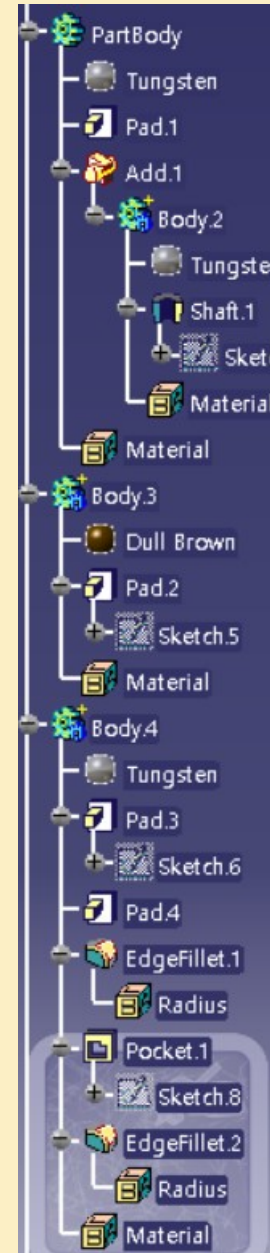 PartBody
Tungsten
Pad.1
Add.1
Body.2
Tungste
Shaft.1
Sket
Material
Material
Body.3
Dull Brown
Pad.2
Sketch.5
Material
Body.4
Tungsten
Pad.3
Sketch.6
Pad.4
EdgeFillet.1
Radius
Pocket.1
Sketch.8
EdgeFillet.2
Radius
Material